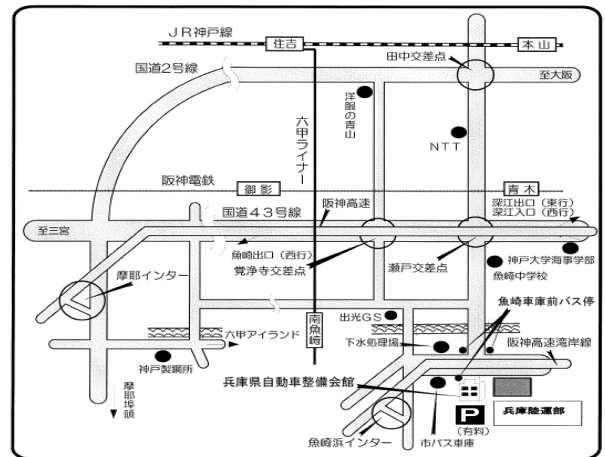 JR神戸線
住吉
本山
田中交差点
国道2号線
至大阪
洋服の青山
六甲ライナー
NTT
阪神電鉄
御影
青木
阪神高速
深江出口(東行)
深江入口(西行)
国道43号線
至三宮
魚崎出口(西行)
覚浄寺交差点
瀬戸交差点
神戸大学海事学部
魚崎中学校
摩耶インター
魚崎車庫前バス停
出光GS
南魚崎
六甲アイランド
下水処理場
阪神高速湾岸線
神戸製鋼所
兵庫県自動車整備会館
摩耶埠頭
P
(有料)
兵庫陸運部
魚崎浜インター
市バス車庫